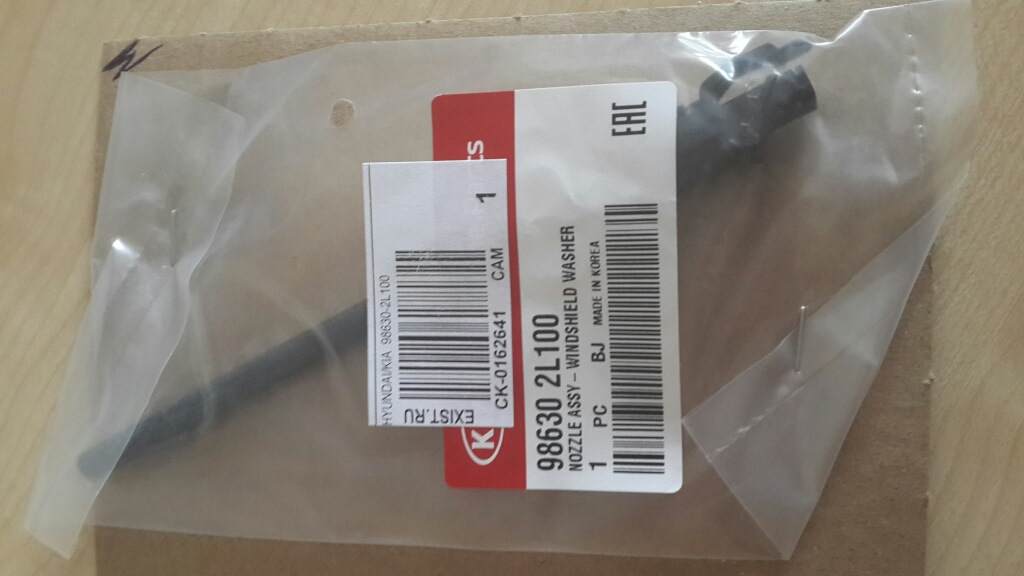 HYUNDAI/KIA 98630-2L100
EXIST.RU
CK-0162641 CAM 1
98630 2L100
NOZZLE ASSY - WINDSHIELD WASHER
1 PC BJ MADE IN KOREA
EAC